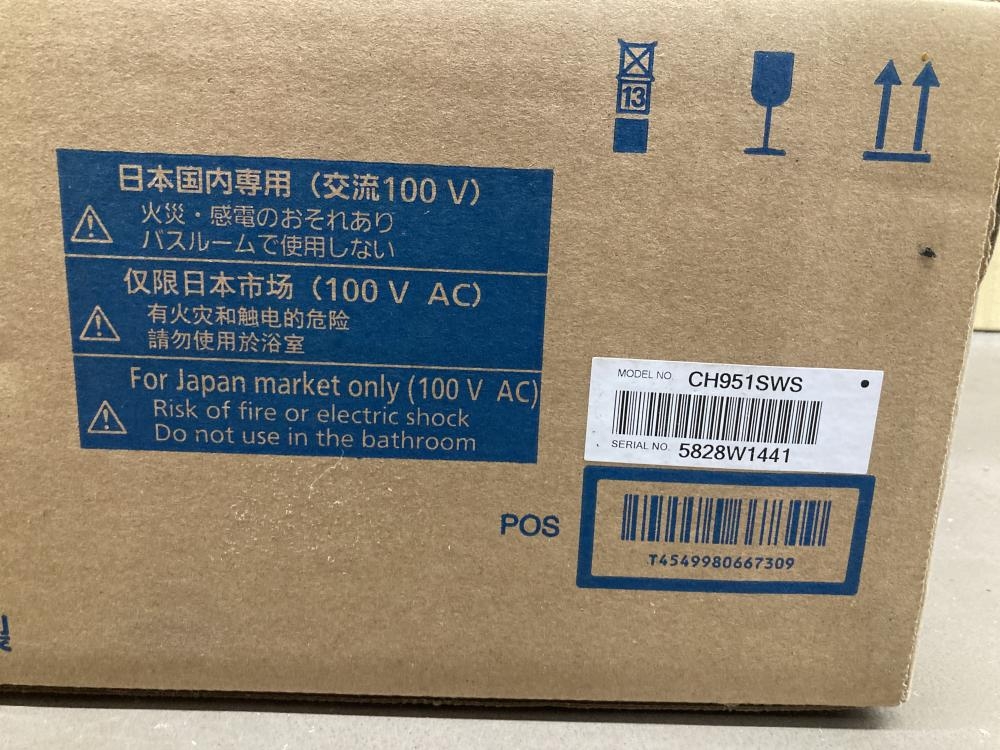 13
日本国内専用（交流100 V）
火災・感電のおそれあり
バスルームで使用しない
仅限日本市场（100 V AC）
有火灾和触电的危险
請勿使用於浴室
For Japan market only (100 V AC)
Risk of fire or electric shock
Do not use in the bathroom
MODEL NO. CH951SWS
SERIAL NO. 5828W1441
POS
T4549980667309